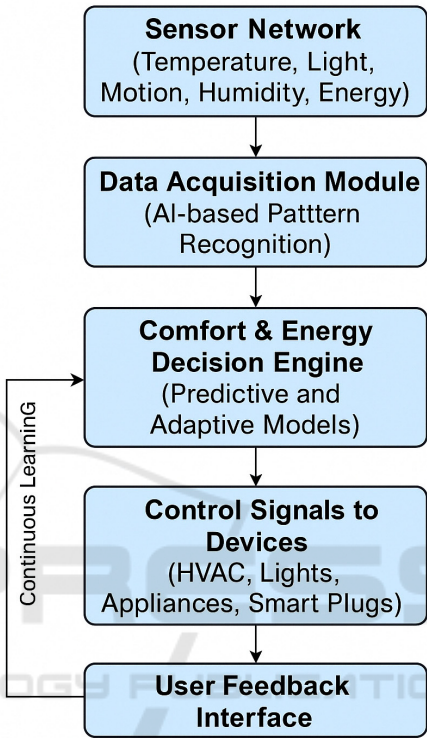 Sensor Network
(Temperature, Light,
Motion, Humidity, Energy)
Data Acquisition Module
(AI-based Patttern
Recognition)
Comfort & Energy
Decision Engine
(Predictive and
Adaptive Models)
Continuous LearninG
Control Signals to
Devices
(HVAC, Lights,
Appliances, Smart Plugs)
User Feedback
Interface